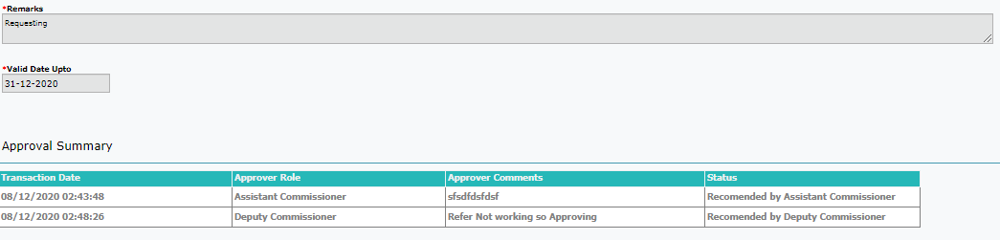 *Remarks
Requesting
*Valid Date Upto
31-12-2020
Approval Summary
Transaction Date Approver Role Approver Comments Status
08/12/2020 02:43:48 Assistant Commissioner sfsdfdsfdsf Recomended by Assistant Commissioner
08/12/2020 02:48:26 Deputy Commissioner Refer Not working so Approving Recomended by Deputy Commissioner